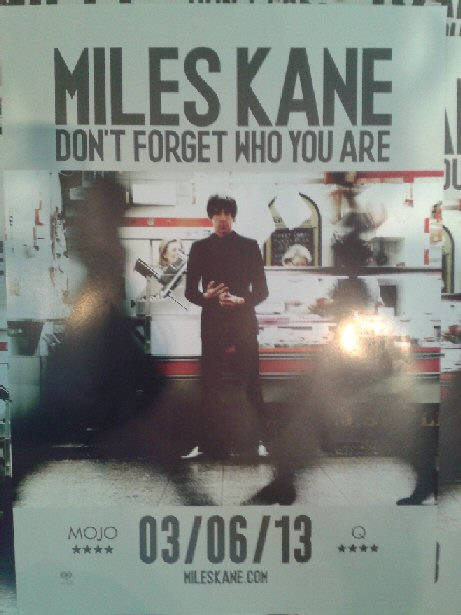 MILES KANE
DON'T FORGET WHO YOU ARE
MOJO
★★★★
03/06/13
Q
★★★★
MILESKANE.COM